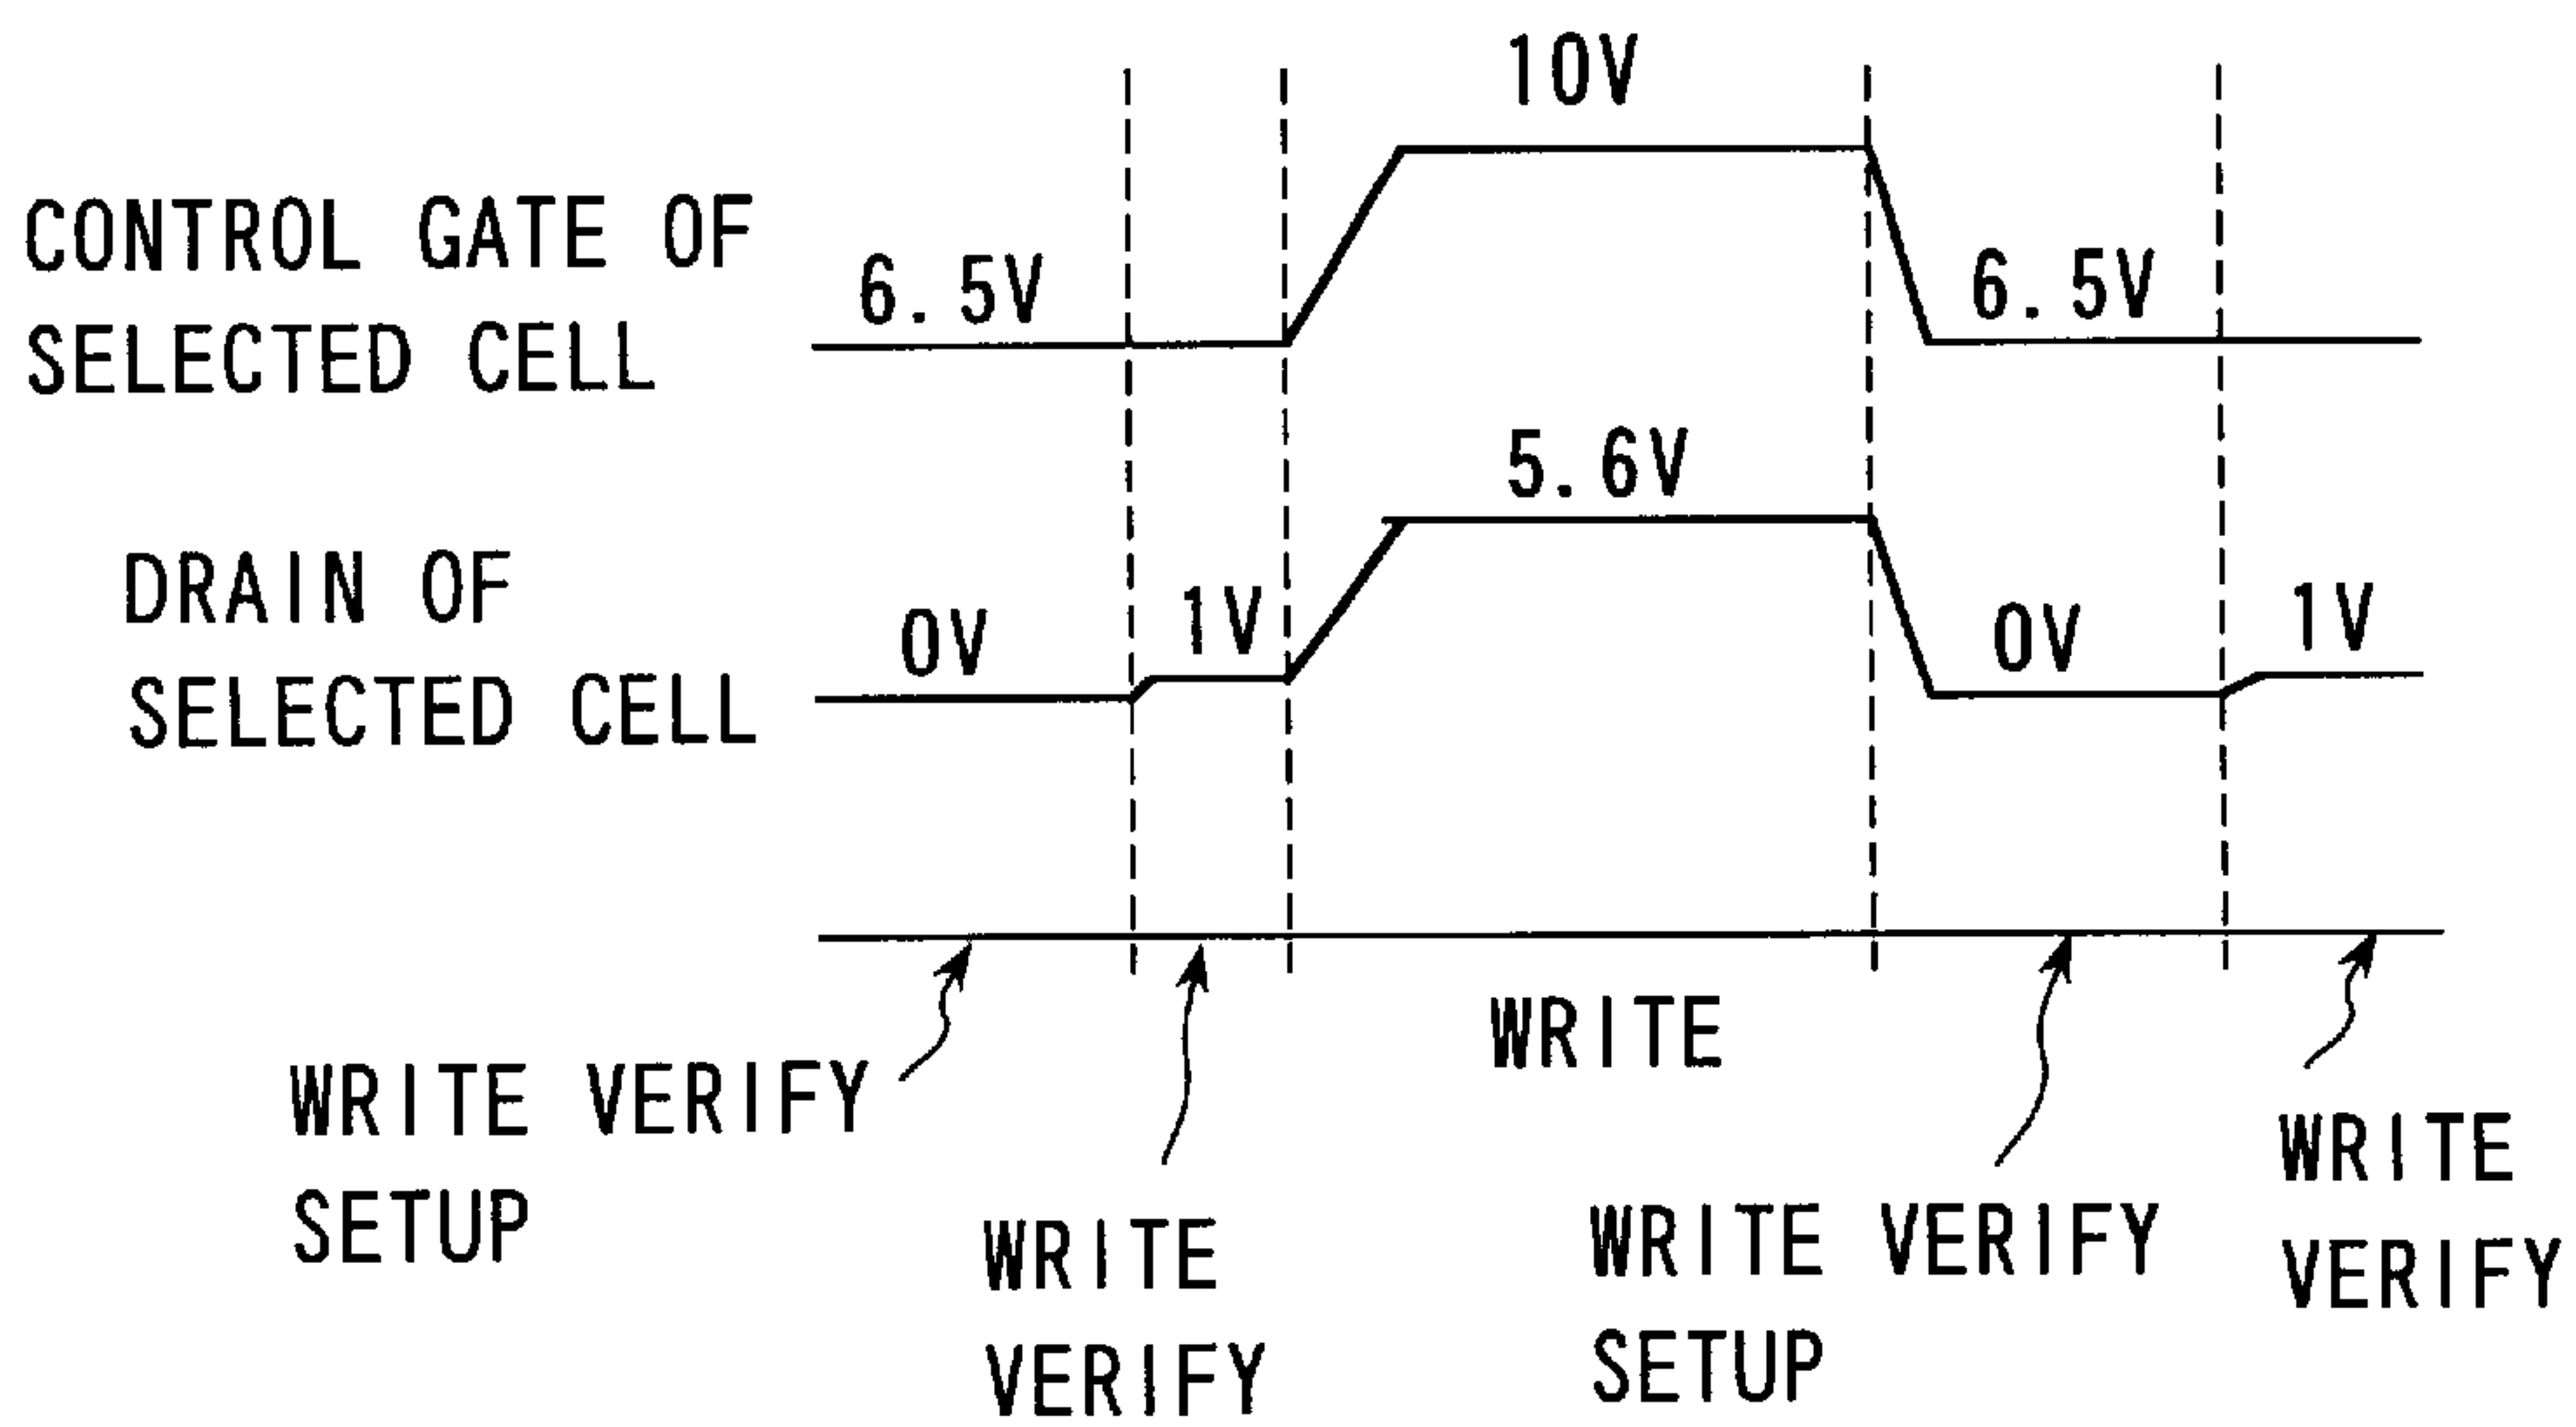 10V
CONTROL GATE OF
SELECTED CELL
6.5V
6.5V
5.6V
DRAIN OF
SELECTED CELL
0V
1V
0V
1V
WRITE
WRITE VERIFY
SETUP
WRITE
VERIFY
WRITE VERIFY
SETUP
WRITE
VERIFY